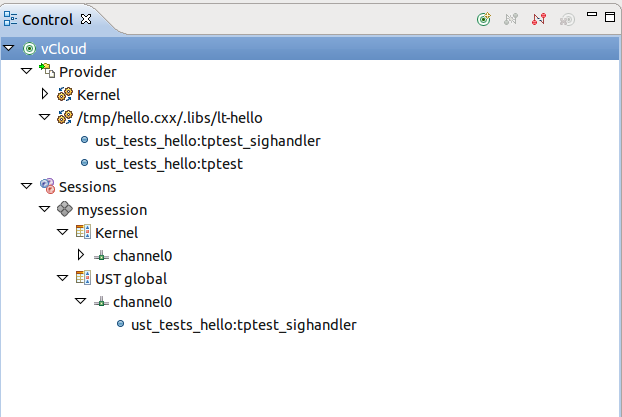 Control
vCloud
Provider
Kernel
/tmp/hello.cxx/.libs/lt-hello
ust_tests_hello:tptest_sighandler
ust_tests_hello:tptest
Sessions
mysession
Kernel
channel0
UST global
channel0
ust_tests_hello:tptest_sighandler